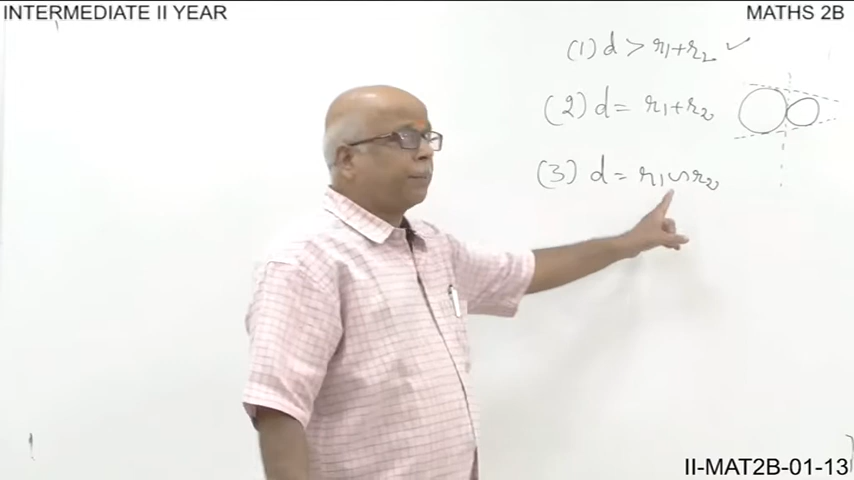 INTERMEDIATE II YEAR
MATHS 2B
(1) d > r₁+r₂ ✓
(2) d = r₁+r₂
(3) d = r₁∽r₂
II-MAT2B-01-13